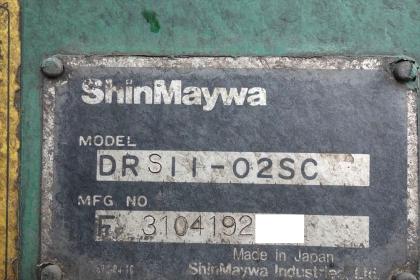 ShinMaywa
MODEL
DRS11-02SC
MFG NO
F 3104192
Made in Japan
ShinMaywa Industries, Ltd.